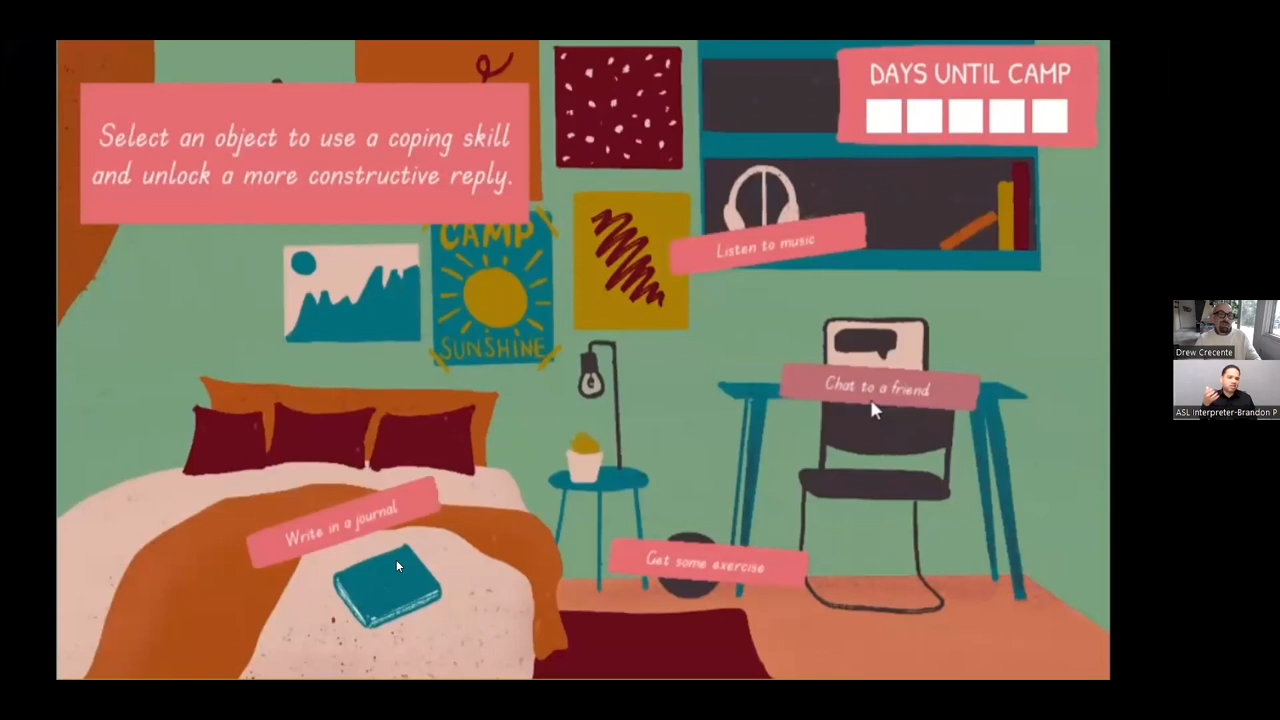 DAYS UNTIL CAMP
Select an object to use a coping skill
and unlock a more constructive reply.
CAMP
SUNSHINE
Listen to music
Chat to a friend
Write in a journal
Get some exercise
Drew Crecente
ASL Interpreter-Brandon P